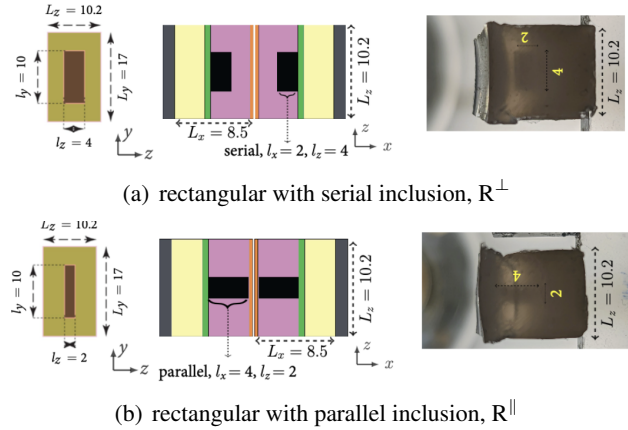 L_z = 10.2
l_y = 10
L_y = 17
l_z = 4
y
z
L_z = 10.2
L_x = 8.5
serial, l_x = 2, l_z = 4
z
x
2
4
L_z = 10.2
(a) rectangular with serial inclusion, R^⊥
L_z = 10.2
l_y = 10
L_y = 17
l_z = 2
y
z
L_z = 10.2
L_x = 8.5
parallel, l_x = 4, l_z = 2
z
x
4
2
L_z = 10.2
(b) rectangular with parallel inclusion, R^∥